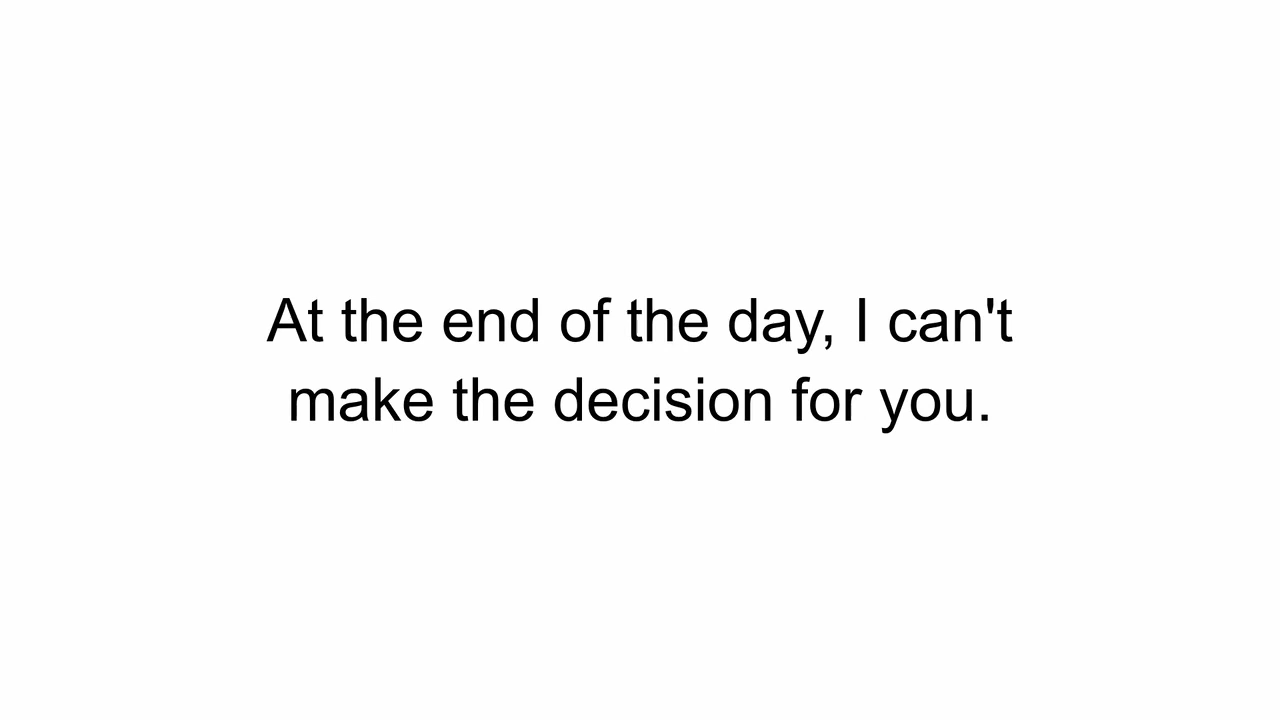 At the end of the day, I can't
make the decision for you.